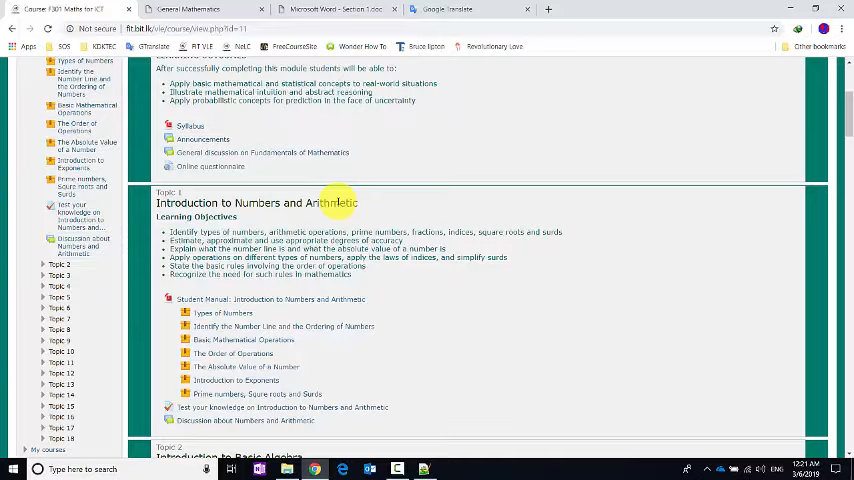 Course: F301 Maths for ICT
General Mathematics
Microsoft Word - Section 1.doc
Google Translate
Not secure | fit.bit.lk/vle/course/view.php?id=11
Apps
SOS
KDKTEC
GTranslate
FIT VLE
NeLC
FreeCourseSite
Wonder How To
Bruce lipton
Revolutionary Love
Other bookmarks
Types of Numbers
Identify the
Number Line and
the Ordering of
Numbers
Basic Mathematical
Operations
The Order of
Operations
The Absolute Value
of a Number
Introduction to
Exponents
Prime numbers,
Squre roots and
Surds
Test your
knowledge on
Introduction to
Numbers and...
Discussion about
Numbers and
Arithmetic
Topic 2
Topic 3
Topic 4
Topic 5
Topic 6
Topic 7
Topic 8
Topic 9
Topic 10
Topic 11
Topic 12
Topic 13
Topic 14
Topic 15
Topic 16
Topic 17
Topic 18
My courses
After successfully completing this module students will be able to:
Apply basic mathematical and statistical concepts to real-world situations
Illustrate mathematical intuition and abstract reasoning
Apply probabilistic concepts for prediction in the face of uncertainty
Syllabus
Announcements
General discussion on Fundamentals of Mathematics
Online questionnaire
Topic 1
Introduction to Numbers and Arithmetic
Learning Objectives
Identify types of numbers, arithmetic operations, prime numbers, fractions, indices, square roots and surds
Estimate, approximate and use appropriate degrees of accuracy
Explain what the number line is and what the absolute value of a number is
Apply operations on different types of numbers, apply the laws of indices, and simplify surds
State the basic rules involving the order of operations
Recognize the need for such rules in mathematics
Student Manual: Introduction to Numbers and Arithmetic
Types of Numbers
Identify the Number Line and the Ordering of Numbers
Basic Mathematical Operations
The Order of Operations
The Absolute Value of a Number
Introduction to Exponents
Prime numbers, Squre roots and Surds
Test your knowledge on Introduction to Numbers and Arithmetic
Discussion about Numbers and Arithmetic
Topic 2
Introduction to Basic Algebra
Type here to search
ENG
12:21 AM
3/6/2019